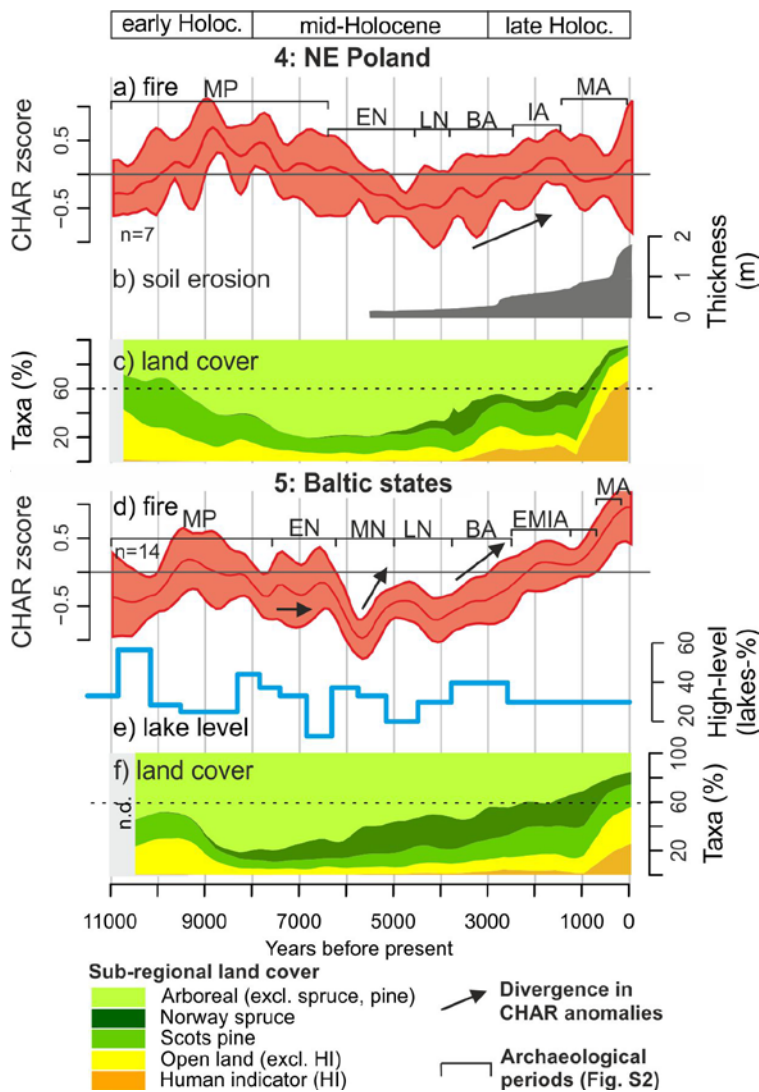 early Holoc. mid-Holocene late Holoc.
4: NE Poland
a) fire
MP
EN
LN
BA
IA
MA
CHAR zscore
0.5
-0.5
n=7
b) soil erosion
Thickness (m)
2
1
0
c) land cover
Taxa (%)
60
20
5: Baltic states
d) fire
MP
EN
MN
LN
BA
EMIA
MA
n=14
CHAR zscore
0.5
-0.5
High-level (lakes-%)
60
40
20
e) lake level
f) land cover
n.d.
Taxa (%)
100
60
20
11000 9000 7000 5000 3000 1000 0
Years before present
Sub-regional land cover
Arboreal (excl. spruce, pine)
Norway spruce
Scots pine
Open land (excl. HI)
Human indicator (HI)
Divergence in
CHAR anomalies
Archaeological
periods (Fig. S2)